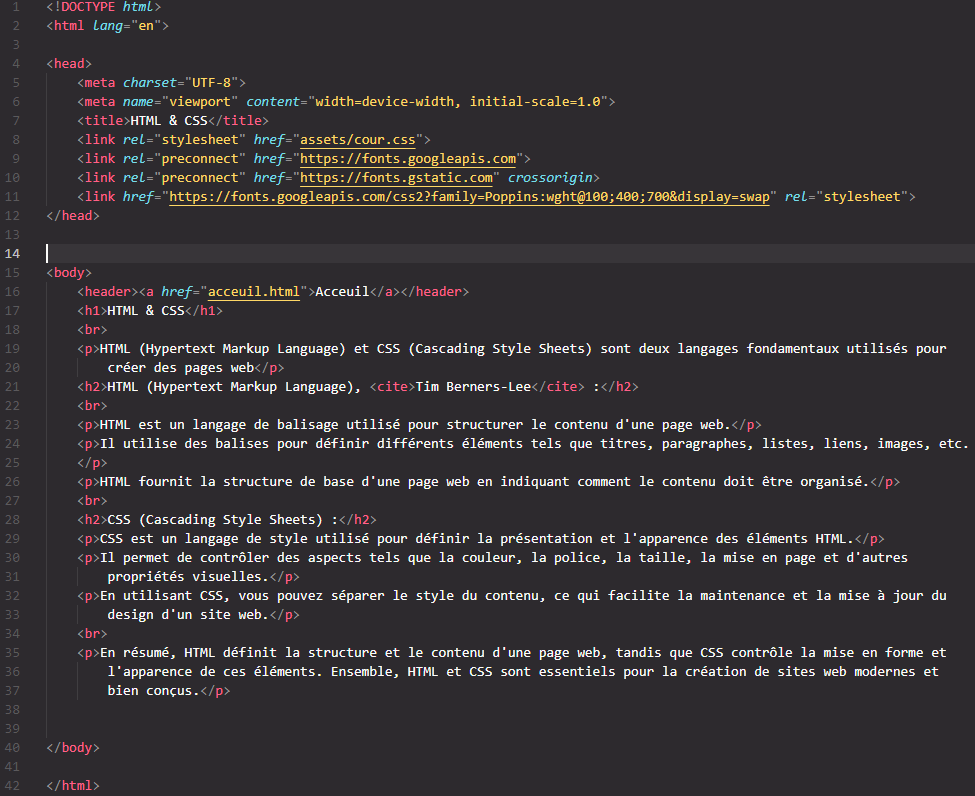 1 <!DOCTYPE html>
2 <html lang="en">
3
4 <head>
5     <meta charset="UTF-8">
6     <meta name="viewport" content="width=device-width, initial-scale=1.0">
7     <title>HTML & CSS</title>
8     <link rel="stylesheet" href="assets/cour.css">
9     <link rel="preconnect" href="https://fonts.googleapis.com">
10     <link rel="preconnect" href="https://fonts.gstatic.com" crossorigin>
11     <link href="https://fonts.googleapis.com/css2?family=Poppins:wght@100;400;700&display=swap" rel="stylesheet">
12 </head>
13
14
15 <body>
16     <header><a href="acceuil.html">Acceuil</a></header>
17     <h1>HTML & CSS</h1>
18     <br>
19     <p>HTML (Hypertext Markup Language) et CSS (Cascading Style Sheets) sont deux langages fondamentaux utilisés pour
20         créer des pages web</p>
21     <h2>HTML (Hypertext Markup Language), <cite>Tim Berners-Lee</cite> :</h2>
22     <br>
23     <p>HTML est un langage de balisage utilisé pour structurer le contenu d'une page web.</p>
24     <p>Il utilise des balises pour définir différents éléments tels que titres, paragraphes, listes, liens, images, etc.
25     </p>
26     <p>HTML fournit la structure de base d'une page web en indiquant comment le contenu doit être organisé.</p>
27     <br>
28     <h2>CSS (Cascading Style Sheets) :</h2>
29     <p>CSS est un langage de style utilisé pour définir la présentation et l'apparence des éléments HTML.</p>
30     <p>Il permet de contrôler des aspects tels que la couleur, la police, la taille, la mise en page et d'autres
31         propriétés visuelles.</p>
32     <p>En utilisant CSS, vous pouvez séparer le style du contenu, ce qui facilite la maintenance et la mise à jour du
33         design d'un site web.</p>
34     <br>
35     <p>En résumé, HTML définit la structure et le contenu d'une page web, tandis que CSS contrôle la mise en forme et
36         l'apparence de ces éléments. Ensemble, HTML et CSS sont essentiels pour la création de sites web modernes et
37         bien conçus.</p>
38
39
40 </body>
41
42 </html>